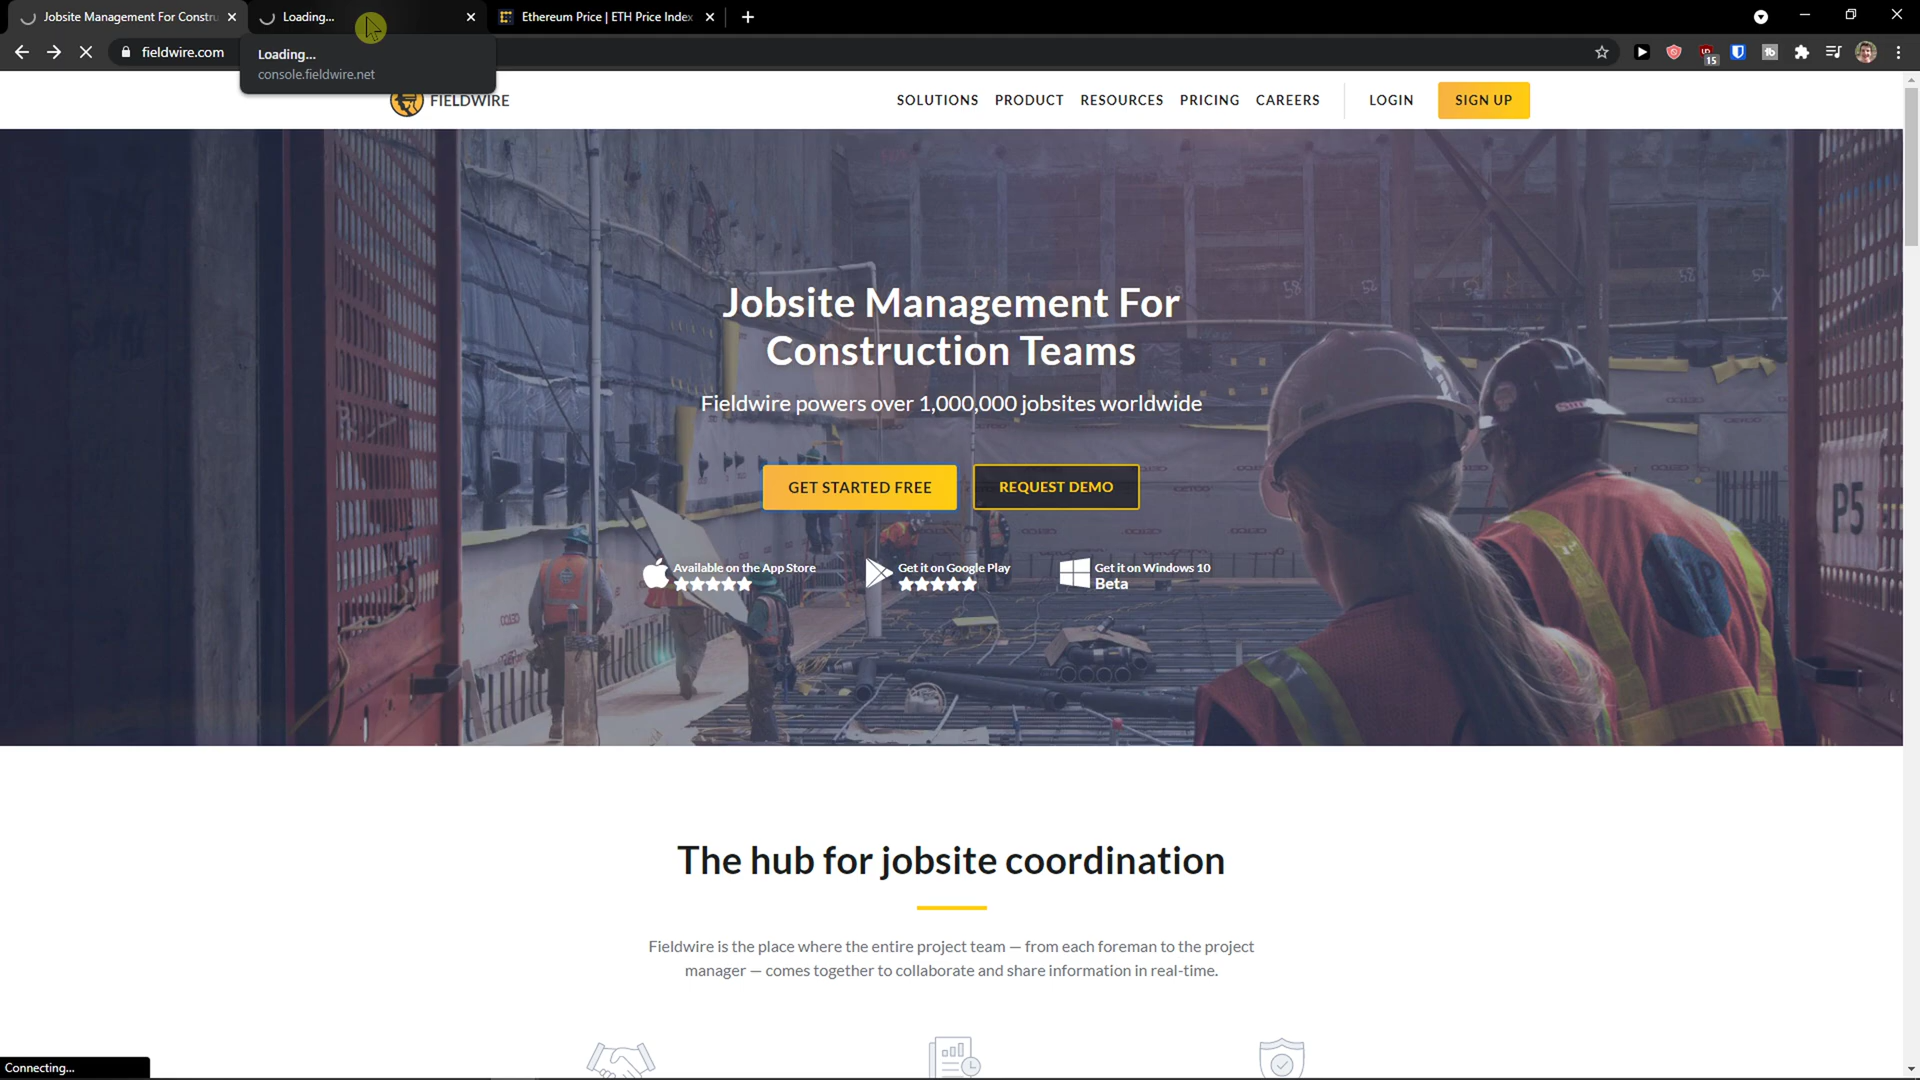 Jobsite Management For Constru
Loading...
Ethereum Price | ETH Price Index
fieldwire.com
Loading...
console.fieldwire.net
15
FIELDWIRE
SOLUTIONS
PRODUCT
RESOURCES
PRICING
CAREERS
LOGIN
SIGN UP
Jobsite Management For
Construction Teams
Fieldwire powers over 1,000,000 jobsites worldwide
GET STARTED FREE
REQUEST DEMO
P5
Available on the App Store
Get it on Google Play
Get it on Windows 10
Beta
The hub for jobsite coordination
Fieldwire is the place where the entire project team — from each foreman to the project
manager — comes together to collaborate and share information in real-time.
Connecting...